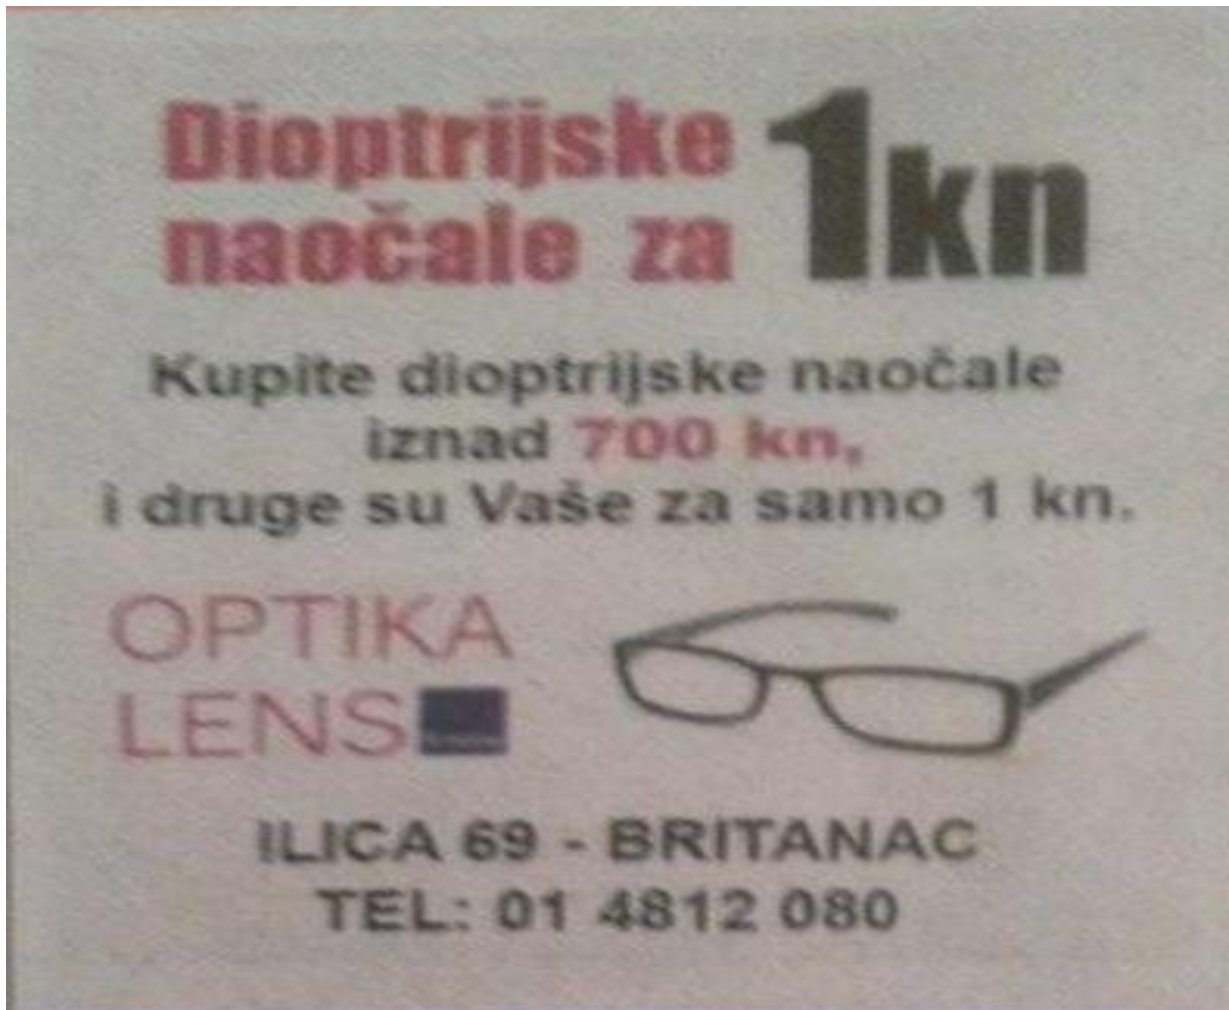 Dioptrijske
naočale za 1kn
Kupite dioptrijske naočale
iznad 700 kn,
i druge su Vaše za samo 1 kn.
OPTIKA
LENS
ILICA 69 - BRITANAC
TEL: 01 4812 080